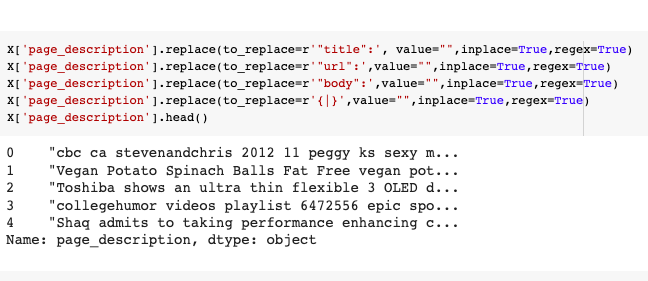 X['page_description'].replace(to_replace=r'"title":', value="",inplace=True,regex=True)
X['page_description'].replace(to_replace=r'"url":',value="",inplace=True,regex=True)
X['page_description'].replace(to_replace=r'"body":',value="",inplace=True,regex=True)
X['page_description'].replace(to_replace=r'{|}',value="",inplace=True,regex=True)
X['page_description'].head()
0    "cbc ca stevenandchris 2012 11 peggy ks sexy m...
1    "Vegan Potato Spinach Balls Fat Free vegan pot...
2    "Toshiba shows an ultra thin flexible 3 OLED d...
3    "collegehumor videos playlist 6472556 epic spo...
4    "Shaq admits to taking performance enhancing c...
Name: page_description, dtype: object